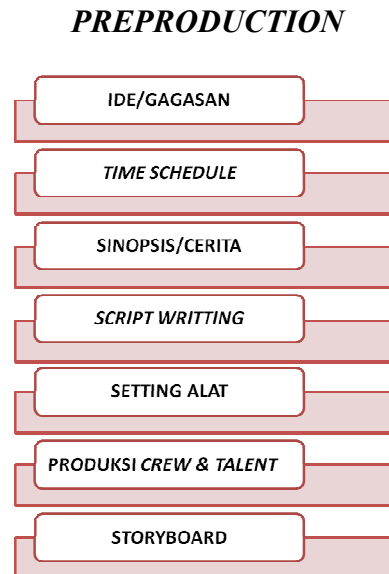 PREPRODUCTION
IDE/GAGASAN
TIME SCHEDULE
SINOPSIS/CERITA
SCRIPT WRITTING
SETTING ALAT
PRODUKSI CREW & TALENT
STORYBOARD